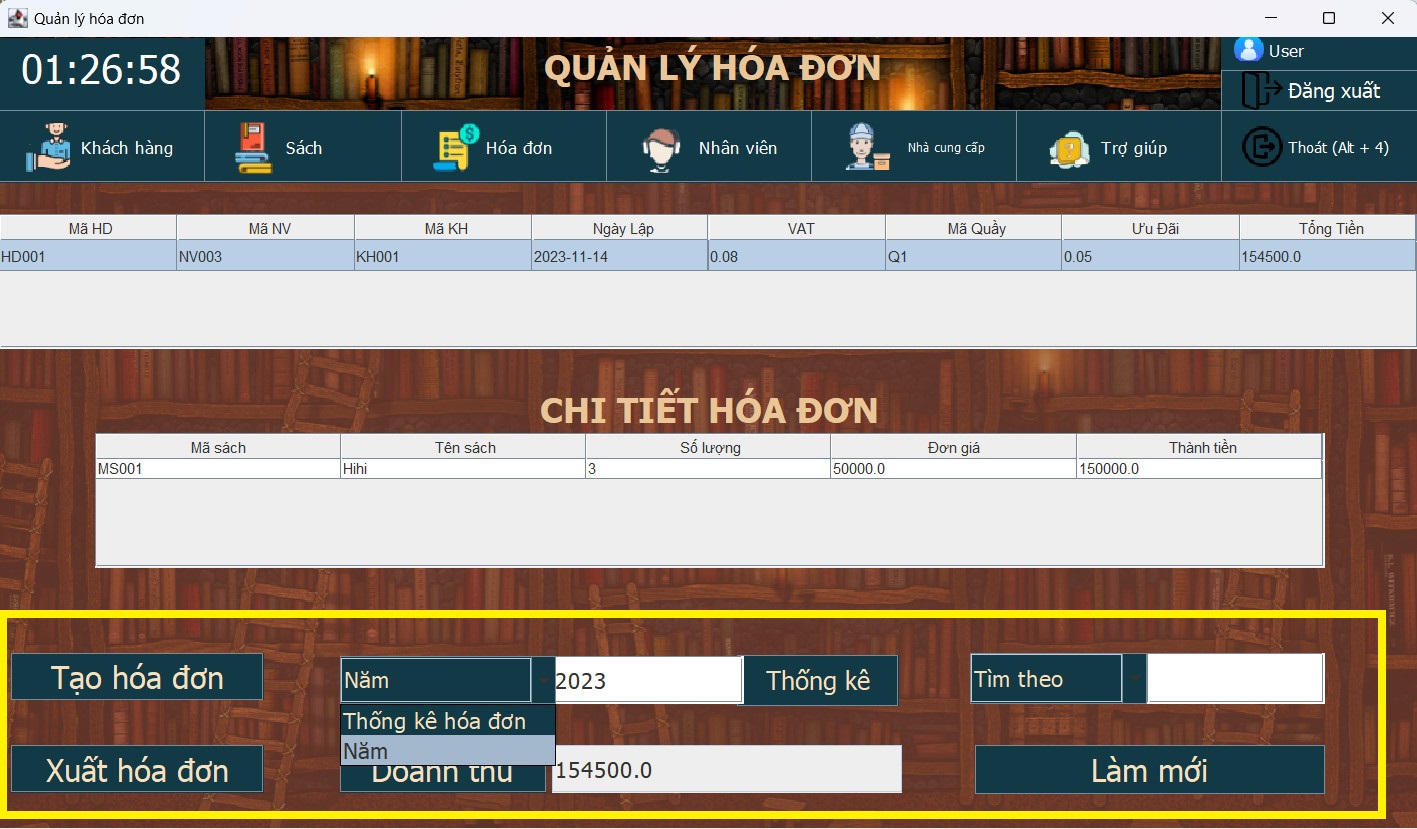 Quản lý hóa đơn
01:26:58
QUẢN LÝ HÓA ĐƠN
User
Đăng xuất
Khách hàng
Sách
Hóa đơn
Nhân viên
Nhà cung cấp
Trợ giúp
Thoát (Alt + 4)
Mã HD Mã NV Mã KH Ngày Lập VAT Mã Quầy Ưu Đãi Tổng Tiền
HD001 NV003 KH001 2023-11-14 0.08 Q1 0.05 154500.0
CHI TIẾT HÓA ĐƠN
Mã sách Tên sách Số lượng Đơn giá Thành tiền
MS001 Hihi 3 50000.0 150000.0
Tạo hóa đơn
Năm
2023
Thống kê
Tìm theo
Thống kê hóa đơn
Năm
Xuất hóa đơn
Doanh thu
154500.0
Làm mới